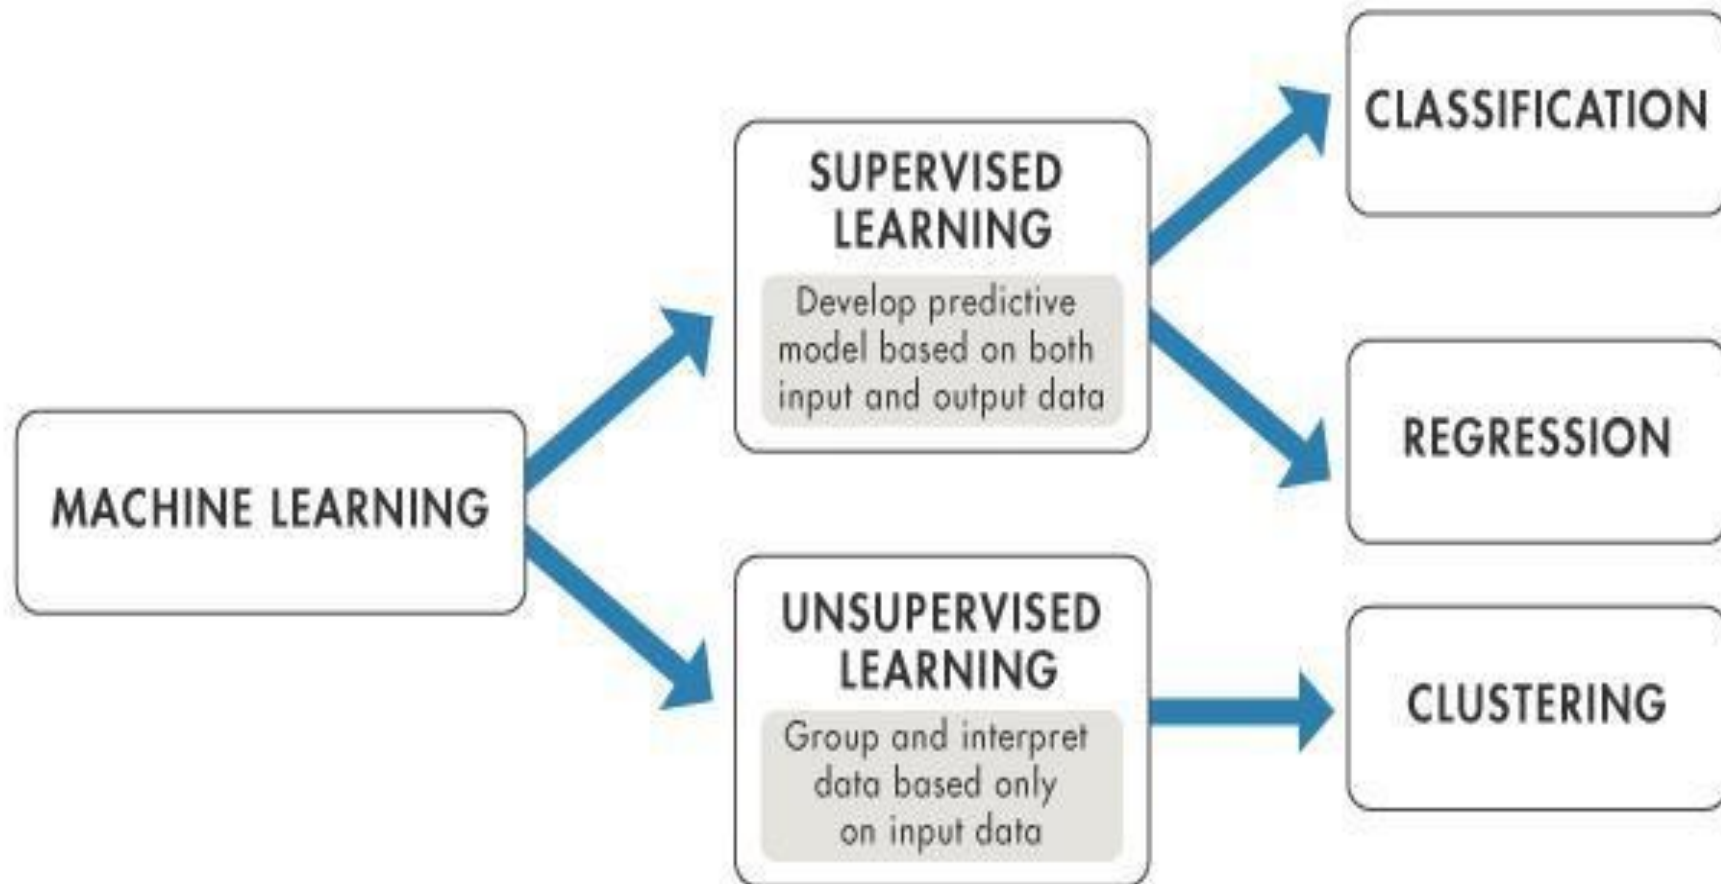 MACHINE LEARNING
SUPERVISED
LEARNING
Develop predictive
model based on both
input and output data
UNSUPERVISED
LEARNING
Group and interpret
data based only
on input data
CLASSIFICATION
REGRESSION
CLUSTERING